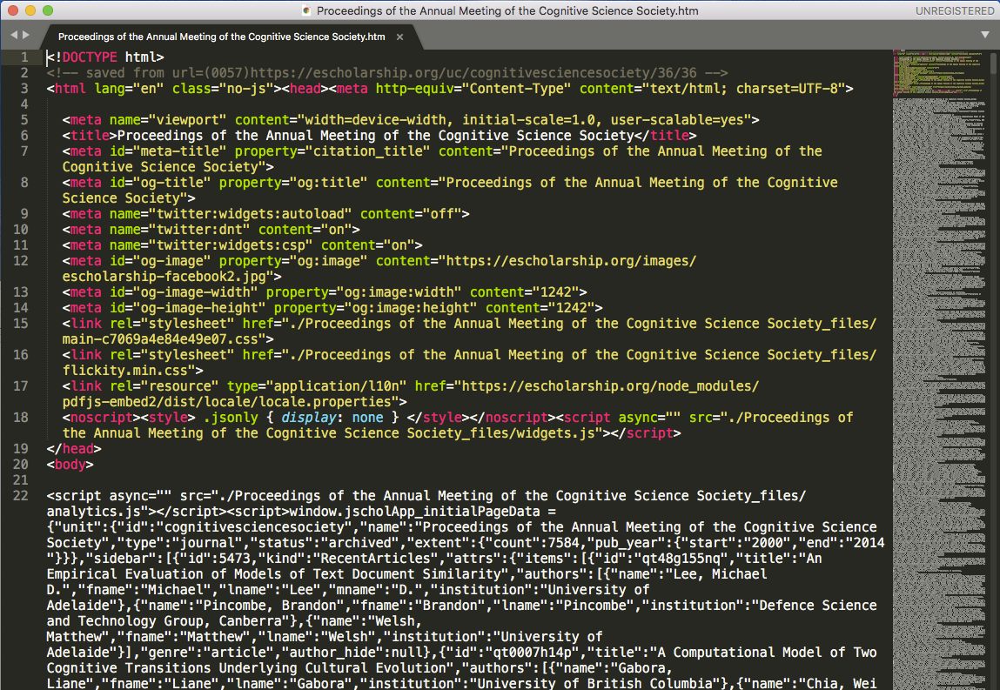 Proceedings of the Annual Meeting of the Cognitive Science Society.htm
UNREGISTERED
Proceedings of the Annual Meeting of the Cognitive Science Society.htm ×
1 <!DOCTYPE html>
2 <!-- saved from url=(0057)https://escholarship.org/uc/cognitivesciencesociety/36/36 -->
3 <html lang="en" class="no-js"><head><meta http-equiv="Content-Type" content="text/html; charset=UTF-8">
4
5 <meta name="viewport" content="width=device-width, initial-scale=1.0, user-scalable=yes">
6 <title>Proceedings of the Annual Meeting of the Cognitive Science Society</title>
7 <meta id="meta-title" property="citation_title" content="Proceedings of the Annual Meeting of the
Cognitive Science Society">
8 <meta id="og-title" property="og:title" content="Proceedings of the Annual Meeting of the Cognitive
Science Society">
9 <meta name="twitter:widgets:autoload" content="off">
10 <meta name="twitter:dnt" content="on">
11 <meta name="twitter:widgets:csp" content="on">
12 <meta id="og-image" property="og:image" content="https://escholarship.org/images/
escholarship-facebook2.jpg">
13 <meta id="og-image-width" property="og:image:width" content="1242">
14 <meta id="og-image-height" property="og:image:height" content="1242">
15 <link rel="stylesheet" href="./Proceedings of the Annual Meeting of the Cognitive Science Society_files/
main-c7069a4e84e49e07.css">
16 <link rel="stylesheet" href="./Proceedings of the Annual Meeting of the Cognitive Science Society_files/
flickity.min.css">
17 <link rel="resource" type="application/l10n" href="https://escholarship.org/node_modules/
pdfjs-embed2/dist/locale/locale.properties">
18 <noscript><style> .jsonly { display: none } </style></noscript><script async="" src="./Proceedings of
the Annual Meeting of the Cognitive Science Society_files/widgets.js"></script>
19 </head>
20 <body>
21
22 <script async="" src="./Proceedings of the Annual Meeting of the Cognitive Science Society_files/
analytics.js"></script><script>window.jscholApp_initialPageData =
{"unit":{"id":"cognitivesciencesociety","name":"Proceedings of the Annual Meeting of the Cognitive Science
Society","type":"journal","status":"archived","extent":{"count":7584,"pub_year":{"start":"2000","end":"2014
"}}},"sidebar":[{"id":5473,"kind":"RecentArticles","attrs":{"items":[{"id":"qt48g155nq","title":"An
Empirical Evaluation of Models of Text Document Similarity","authors":[{"name":"Lee, Michael
D.","fname":"Michael","lname":"Lee","mname":"D.","institution":"University of
Adelaide"},{"name":"Pincombe, Brandon","fname":"Brandon","lname":"Pincombe","institution":"Defence Science
and Technology Group, Canberra"},{"name":"Welsh,
Matthew","fname":"Matthew","lname":"Welsh","institution":"University of
Adelaide"}],"genre":"article","author_hide":null},{"id":"qt0007h14p","title":"A Computational Model of Two
Cognitive Transitions Underlying Cultural Evolution","authors":[{"name":"Gabora,
Liane","fname":"Liane","lname":"Gabora","institution":"University of British Columbia"},{"name":"Chia, Wei